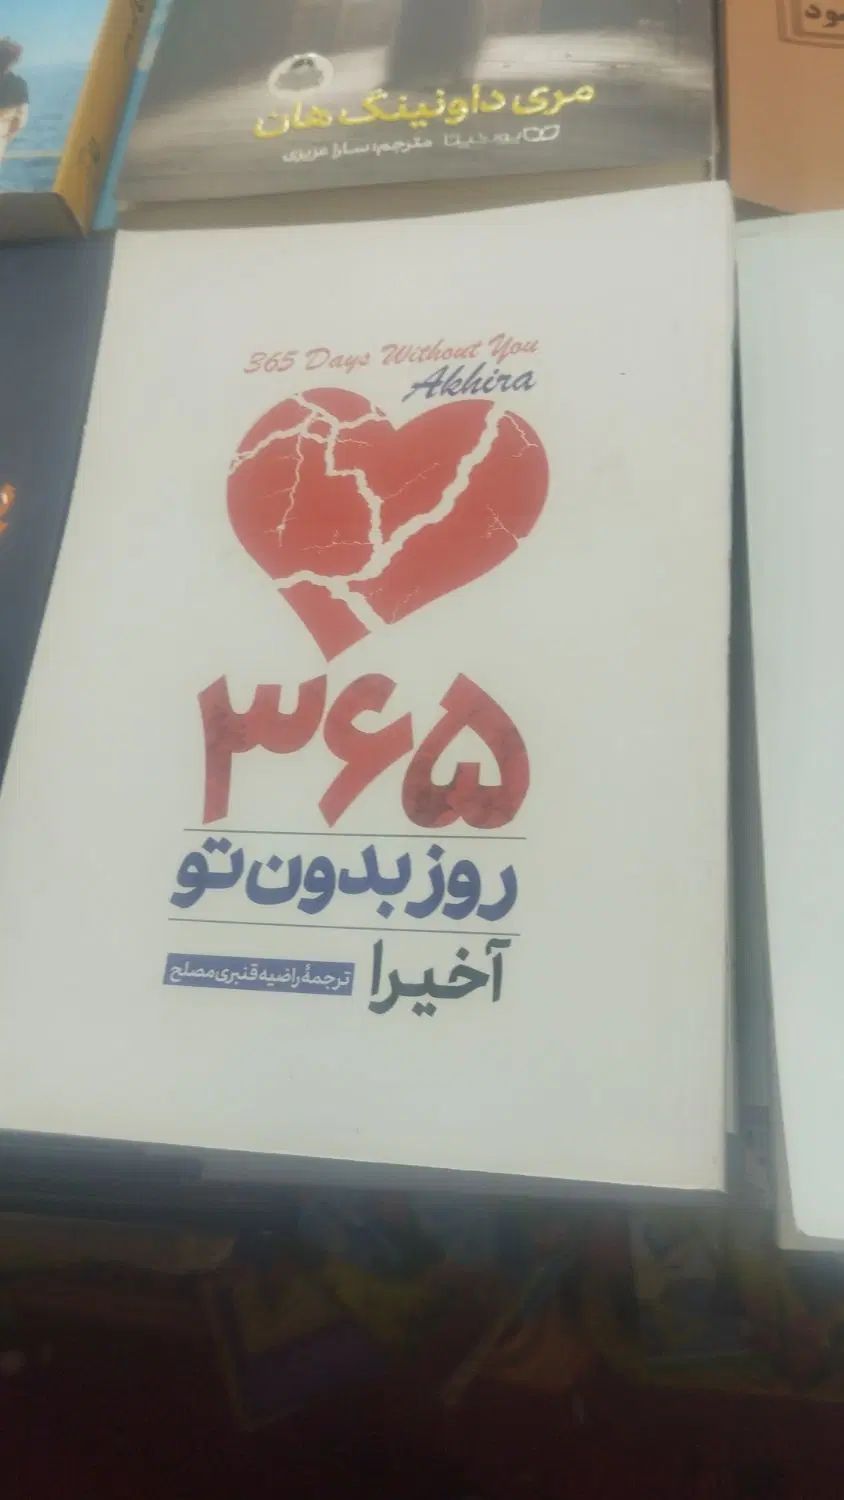 ود
مری داونینگ هان
مترجم: سارا عزیزی
365 Days Without You
Akhira
۳۶۵
روز بدون تو
آخیرا
ترجمهٔ راضیه قنبری مصلح